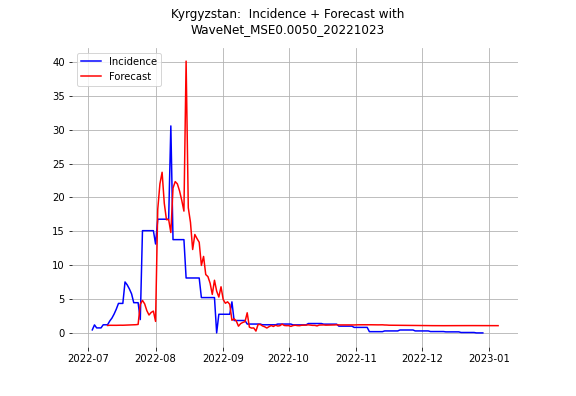 Kyrgyzstan:  Incidence + Forecast with
WaveNet_MSE0.0050_20221023
Incidence
Forecast
40
35
30
25
20
15
10
5
0
2022-07 2022-08 2022-09 2022-10 2022-11 2022-12 2023-01